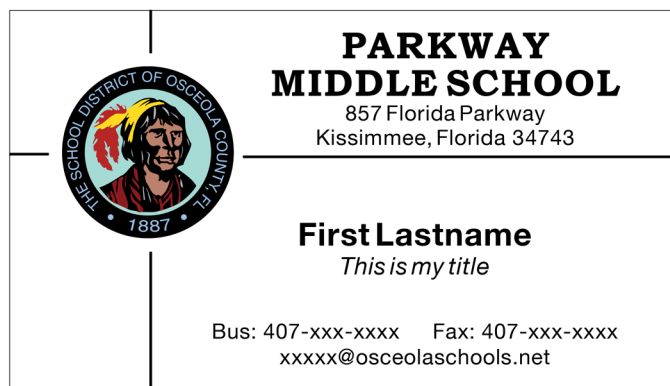 PARKWAY
MIDDLE SCHOOL
857 Florida Parkway
Kissimmee, Florida 34743
THE SCHOOL DISTRICT OF OSCEOLA COUNTY, FL
• 1887 •
First Lastname
This is my title
Bus: 407-xxx-xxxx Fax: 407-xxx-xxxx
xxxxx@osceolaschools.net